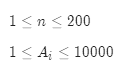 1 ≤ n ≤ 200
1 ≤ A_i ≤ 10000